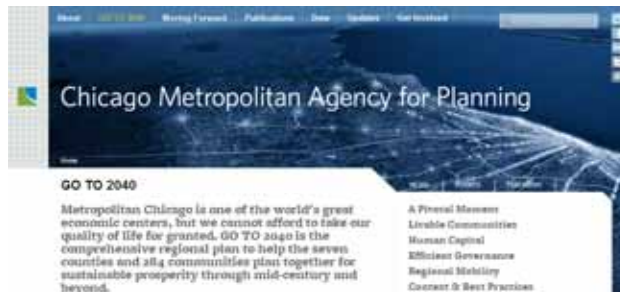 About GO TO 2040 Moving Forward Publications Data Updates Get Involved
Chicago Metropolitan Agency for Planning
Home
GO TO 2040
Metropolitan Chicago is one of the world's great
economic centers, but we cannot afford to take our
quality of life for granted. GO TO 2040 is the
comprehensive regional plan to help the seven
counties and 284 communities plan together for
sustainable prosperity through mid-century and
beyond.
A Pivotal Moment
Livable Communities
Human Capital
Efficient Governance
Regional Mobility
Context & Best Practices